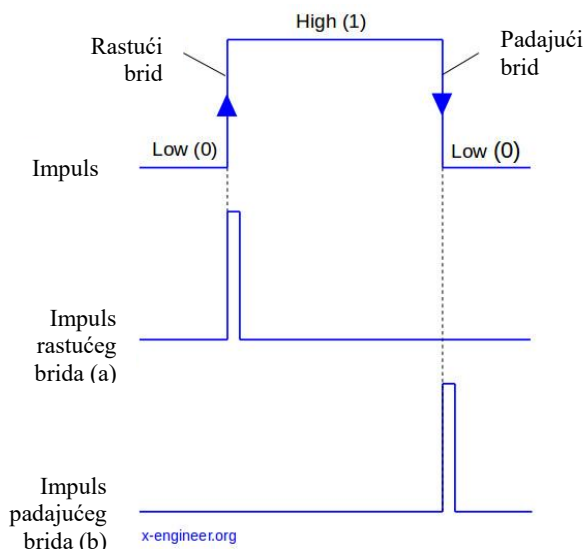 High (1)
Rastući
brid
Padajući
brid
Low (0)
Low (0)
Impuls
Impuls
rastućeg
brida (a)
Impuls
padajućeg
brida (b)
x-engineer.org